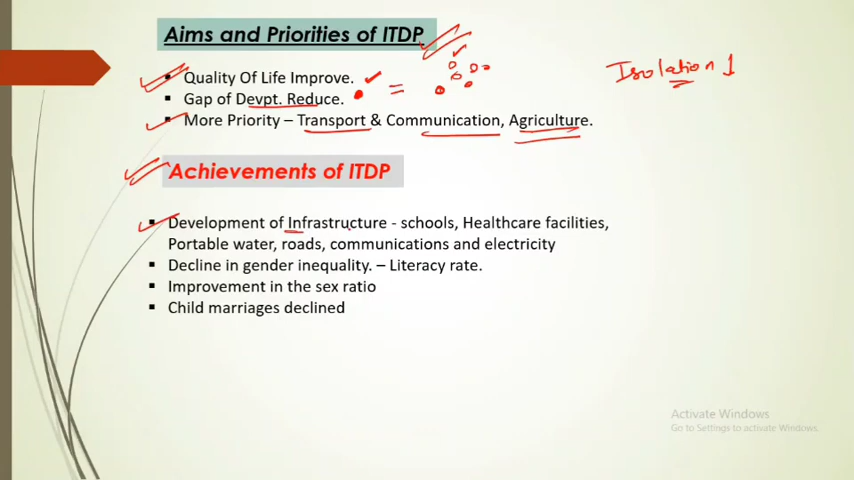 Aims and Priorities of ITDP
Quality Of Life Improve.
Isolation 1
Gap of Devpt. Reduce.
More Priority – Transport & Communication, Agriculture.
Achievements of ITDP
Development of Infrastructure - schools, Healthcare facilities,
Portable water, roads, communications and electricity
Decline in gender inequality. – Literacy rate.
Improvement in the sex ratio
Child marriages declined
Activate Windows
Go to Settings to activate Windows.